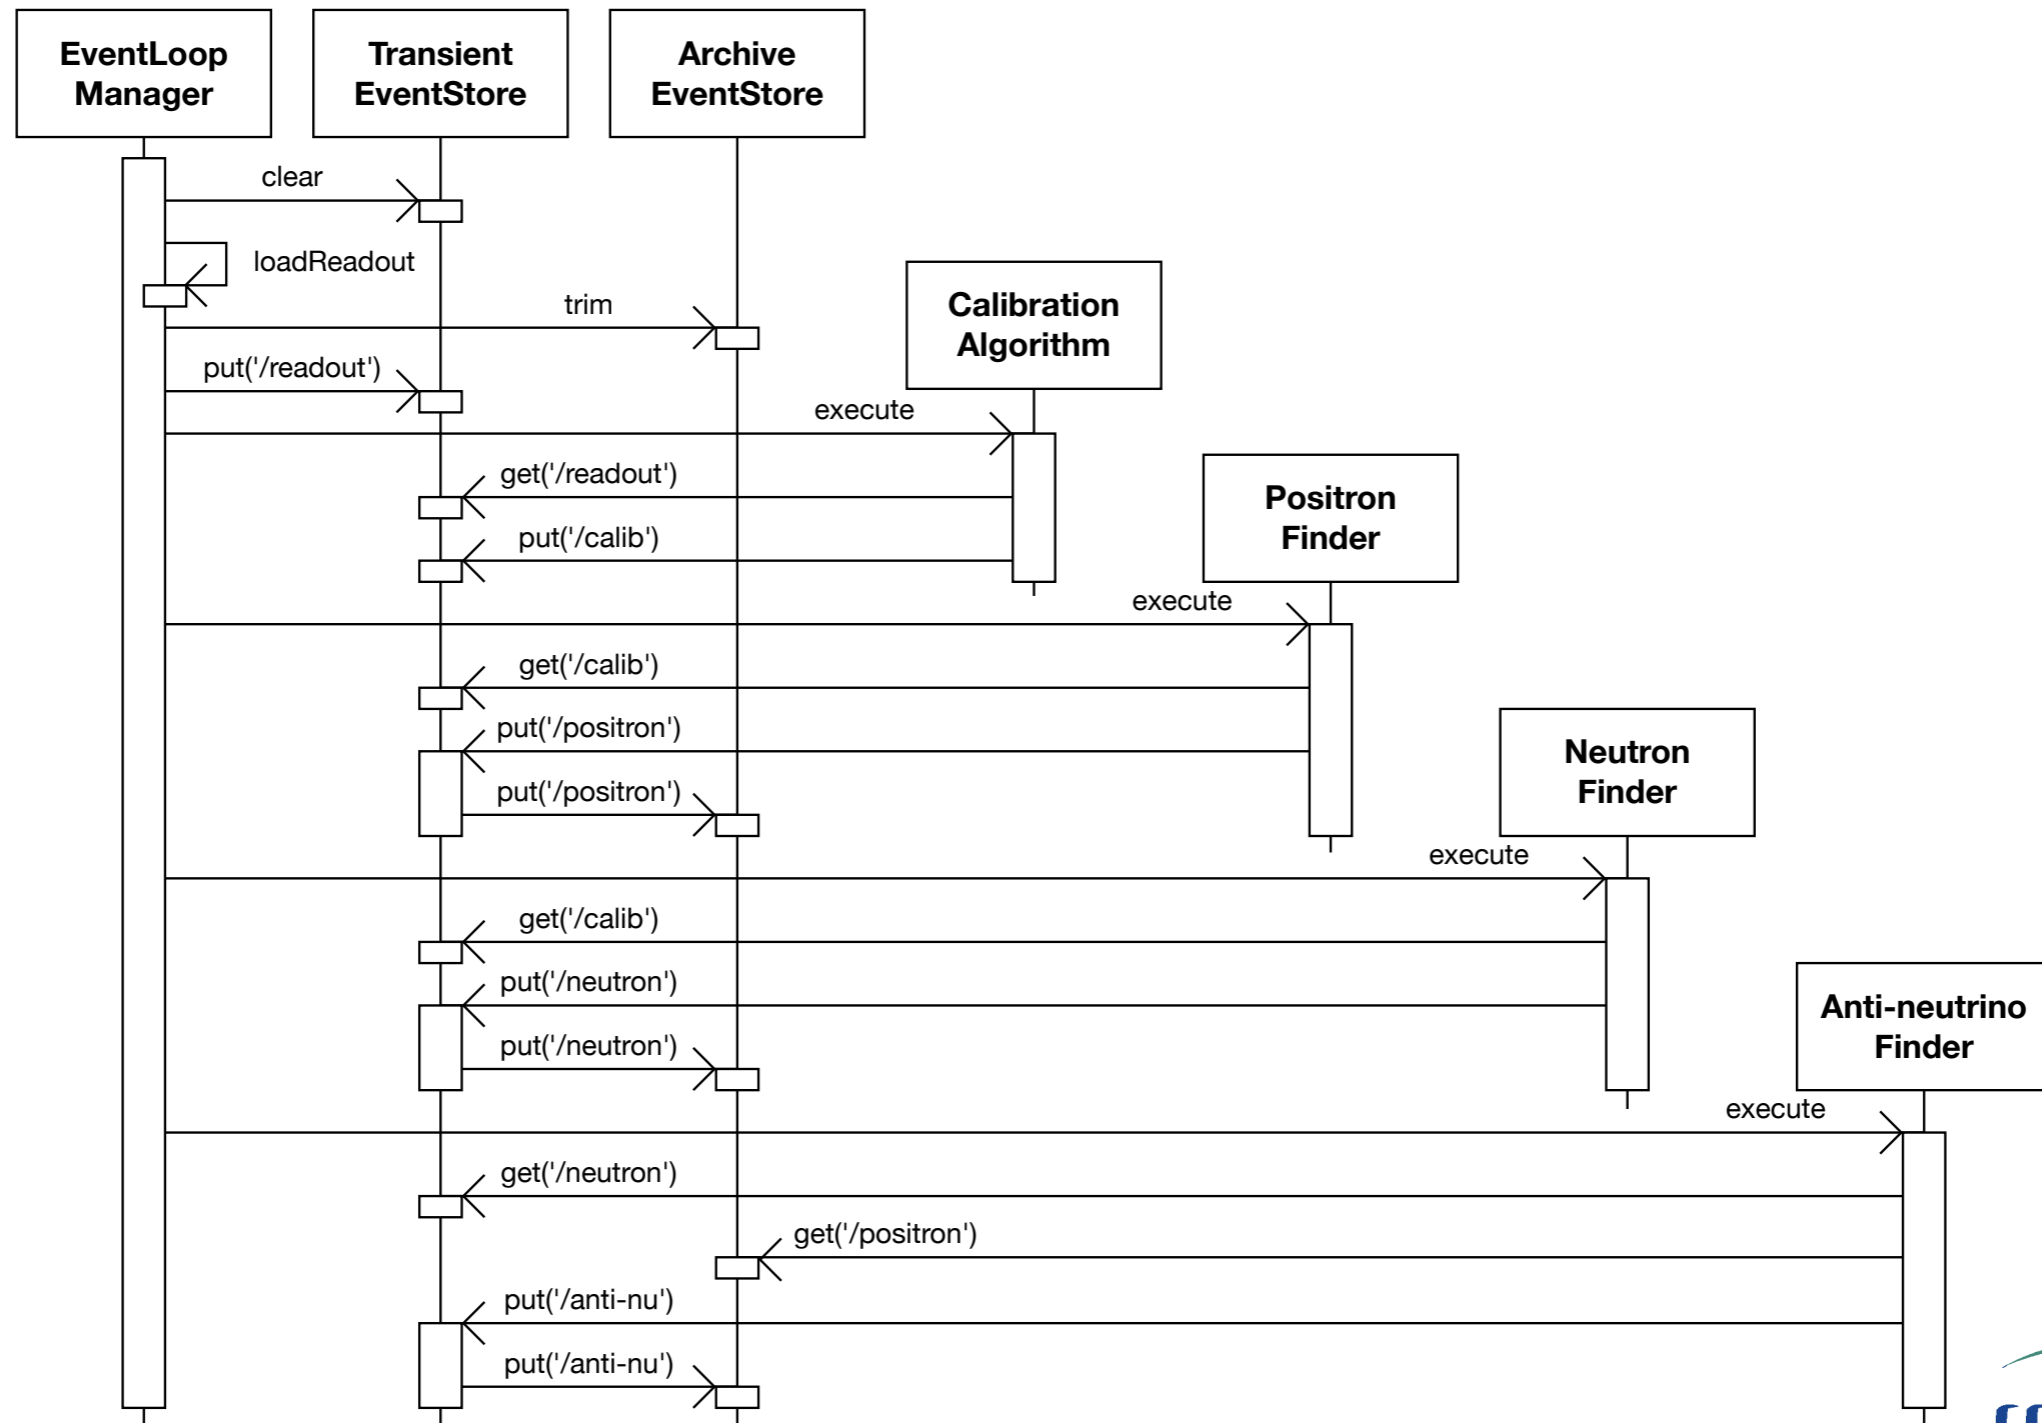 EventLoop
Manager
Transient
EventStore
Archive
EventStore
clear
loadReadout
trim
Calibration
Algorithm
put('/readout')
execute
get('/readout')
Positron
Finder
put('/calib')
execute
get('/calib')
put('/positron')
Neutron
Finder
put('/positron')
execute
get('/calib')
put('/neutron')
Anti-neutrino
Finder
put('/neutron')
execute
get('/neutron')
get('/positron')
put('/anti-nu')
put('/anti-nu')